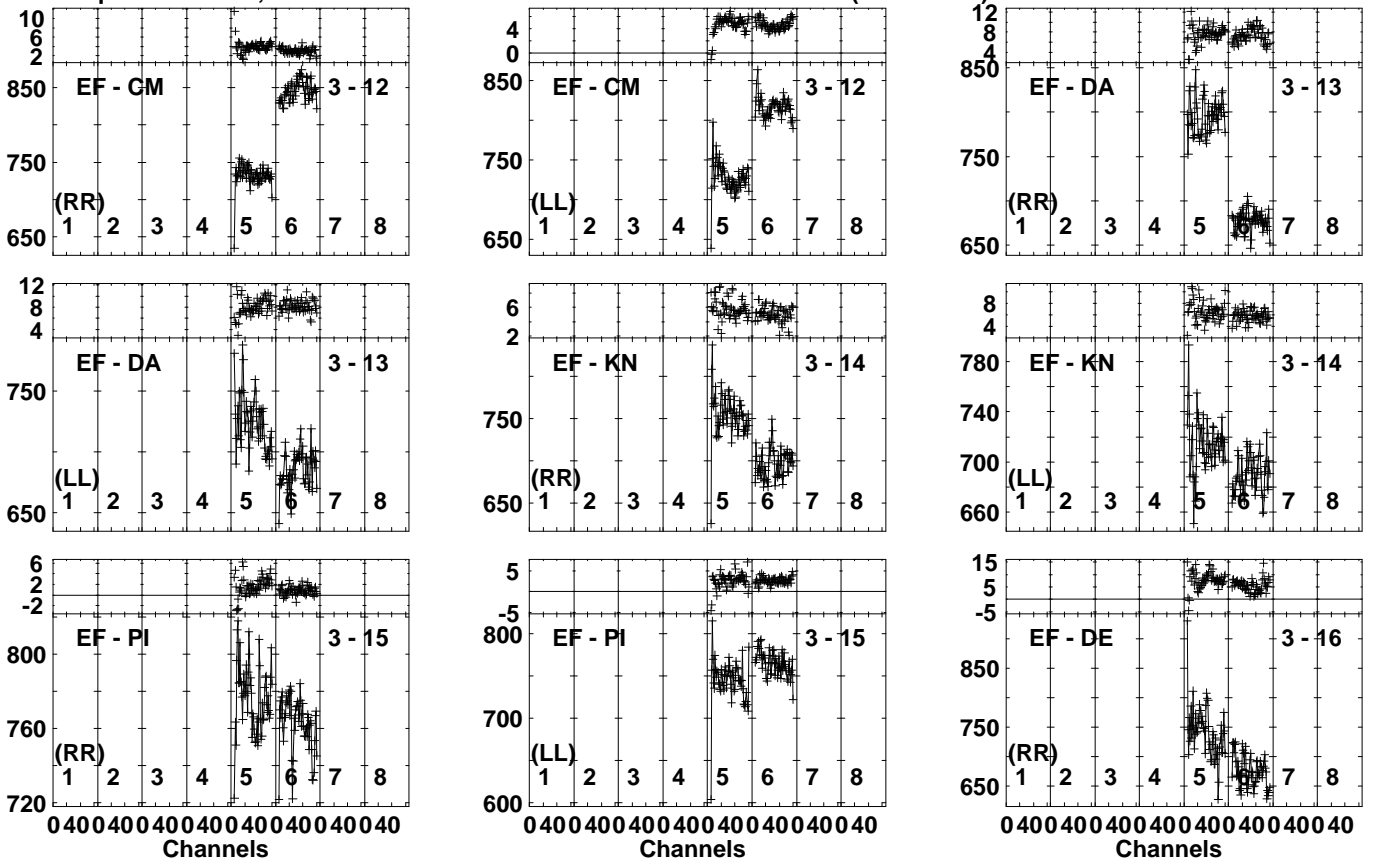 10 6 2
4 0
12 8 4
EF - CM 3 - 12
EF - CM 3 - 12
EF - DA 3 - 13
850 750 650
850 750 650
850 750 650
(RR)
(LL)
(RR)
1 2 3 4 5 6 7 8
1 2 3 4 5 6 7 8
1 2 3 4 5 6 7 8
12 8 4
6 2
8 4
EF - DA 3 - 13
EF - KN 3 - 14
EF - KN 3 - 14
750 650
750 650
780 740 700 660
(LL)
(RR)
(LL)
1 2 3 4 5 6 7 8
1 2 3 4 5 6 7 8
1 2 3 4 5 6 7 8
6 2 -2
5 -5
15 5 -5
EF - PI 3 - 15
EF - PI 3 - 15
EF - DE 3 - 16
800 760 720
800 700 600
850 750 650
(RR)
(LL)
(RR)
1 2 3 4 5 6 7 8
1 2 3 4 5 6 7 8
1 2 3 4 5 6 7 8
0 40 0 40 0 40 0 40 0 40 0 40 0 40 0 40
0 40 0 40 0 40 0 40 0 40 0 40 0 40 0 40
0 40 0 40 0 40 0 40 0 40 0 40 0 40 0 40
Channels
Channels
Channels